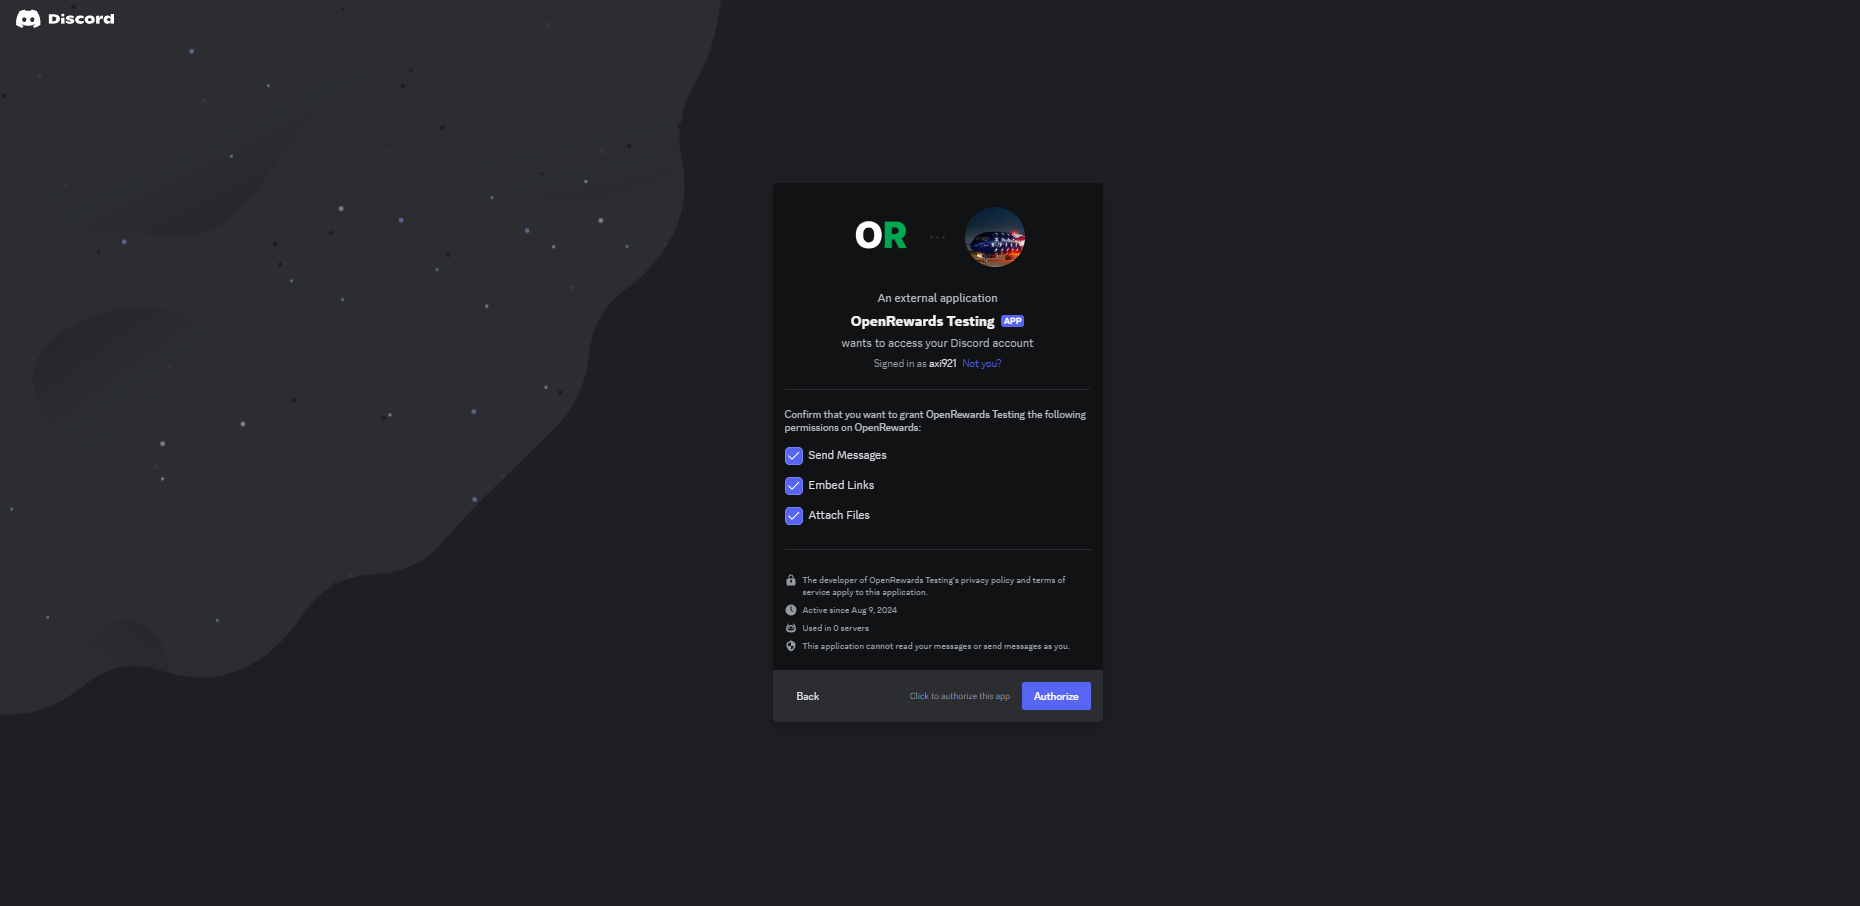 Discord
OR
An external application
OpenRewards Testing APP
wants to access your Discord account
Signed in as axi921 Not you?
Confirm that you want to grant OpenRewards Testing the following
permissions on OpenRewards:
Send Messages
Embed Links
Attach Files
The developer of OpenRewards Testing's privacy policy and terms of
service apply to this application.
Active since Aug 9, 2024
Used in 0 servers
This application cannot read your messages or send messages as you.
Back
Click to authorize this app
Authorize